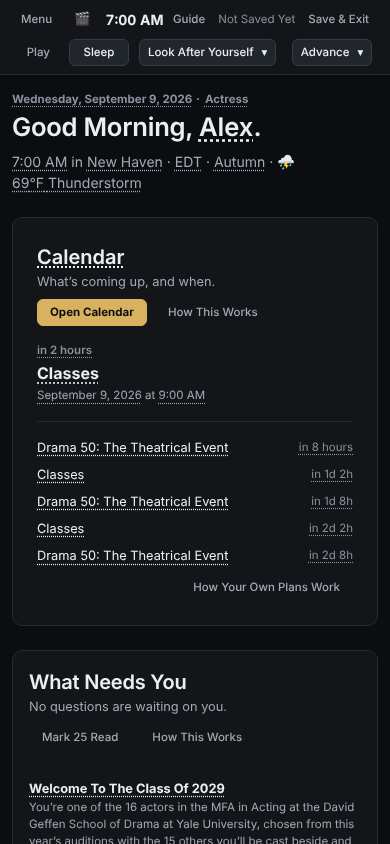 Menu 7:00 AM Guide Not Saved Yet Save & Exit
Play Sleep Look After Yourself Advance
Wednesday, September 9, 2026 · Actress
Good Morning, Alex.
7:00 AM in New Haven · EDT · Autumn ·
69°F Thunderstorm
Calendar
What’s coming up, and when.
Open Calendar How This Works
in 2 hours
Classes
September 9, 2026 at 9:00 AM
Drama 50: The Theatrical Event in 8 hours
Classes in 1d 2h
Drama 50: The Theatrical Event in 1d 8h
Classes in 2d 2h
Drama 50: The Theatrical Event in 2d 8h
How Your Own Plans Work
What Needs You
No questions are waiting on you.
Mark 25 Read How This Works
Welcome To The Class Of 2029
You’re one of the 16 actors in the MFA in Acting at the David
Geffen School of Drama at Yale University, chosen from this
year’s auditions with the 15 others you’ll be cast beside and